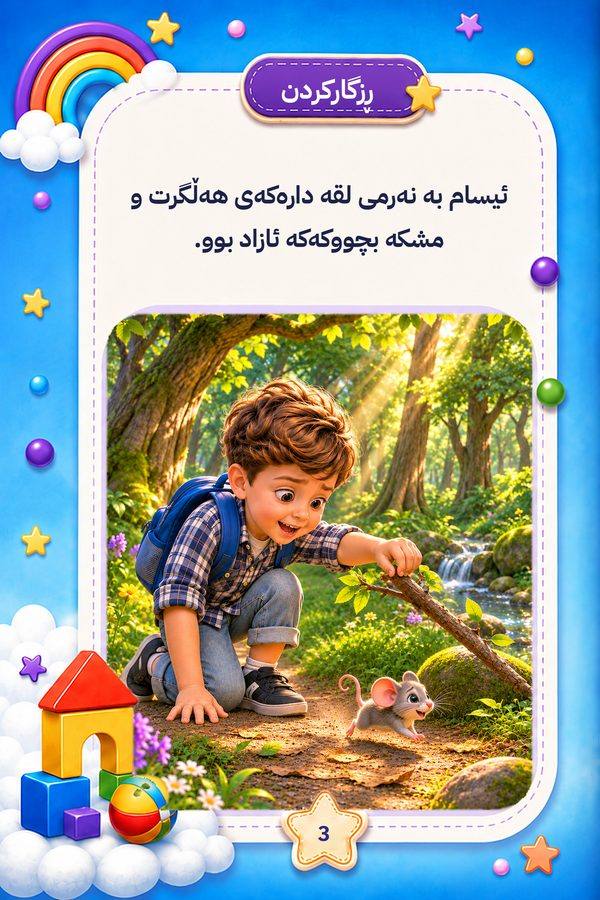 ڕزگارکردن
ئیسام بە نەرمی لقە دارەکەی هەڵگرت و
مشکە بچووکەکە ئازاد بوو.
3